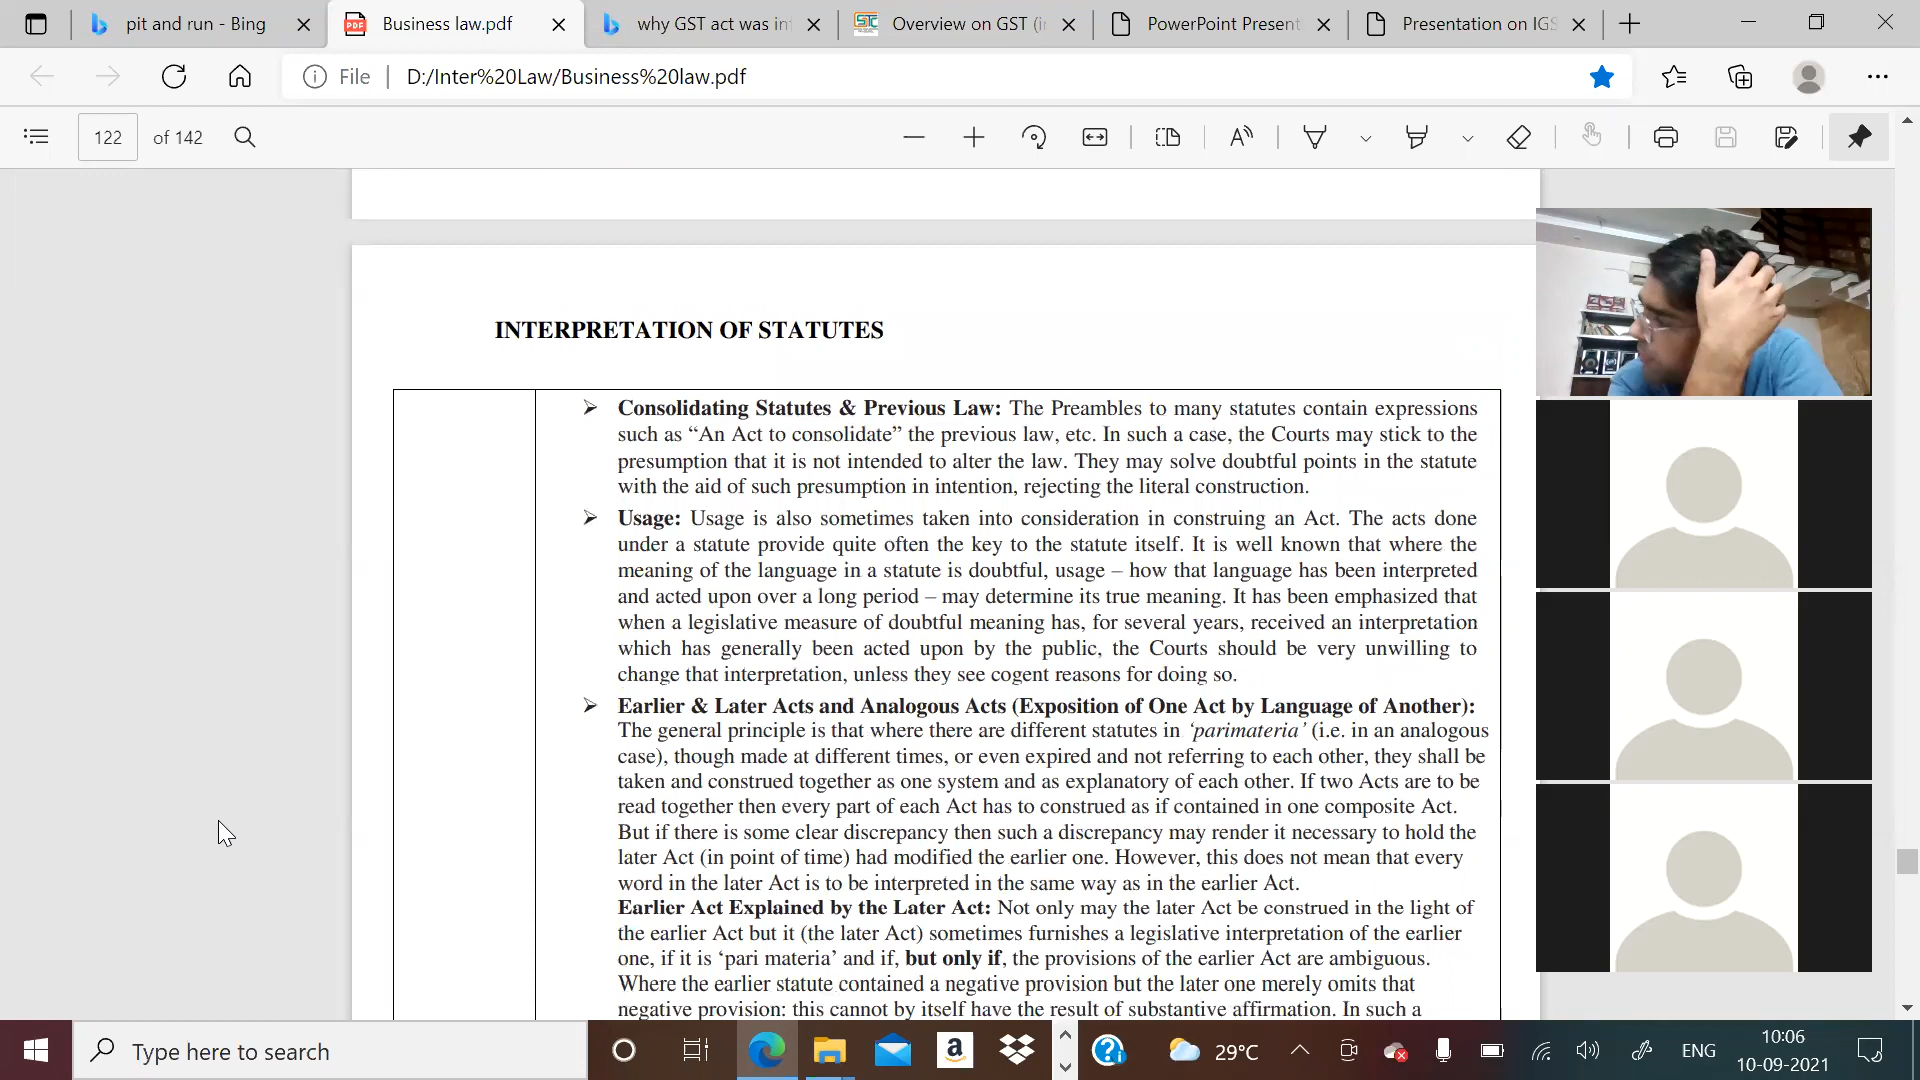 pit and run - Bing
Business law.pdf
why GST act was in
Overview on GST (i
PowerPoint Present
Presentation on IGS
File
D:/Inter%20Law/Business%20law.pdf
122 of 142
INTERPRETATION OF STATUTES
➢ Consolidating Statutes & Previous Law: The Preambles to many statutes contain expressions
such as “An Act to consolidate” the previous law, etc. In such a case, the Courts may stick to the
presumption that it is not intended to alter the law. They may solve doubtful points in the statute
with the aid of such presumption in intention, rejecting the literal construction.
➢ Usage: Usage is also sometimes taken into consideration in construing an Act. The acts done
under a statute provide quite often the key to the statute itself. It is well known that where the
meaning of the language in a statute is doubtful, usage – how that language has been interpreted
and acted upon over a long period – may determine its true meaning. It has been emphasized that
when a legislative measure of doubtful meaning has, for several years, received an interpretation
which has generally been acted upon by the public, the Courts should be very unwilling to
change that interpretation, unless they see cogent reasons for doing so.
➢ Earlier & Later Acts and Analogous Acts (Exposition of One Act by Language of Another):
The general principle is that where there are different statutes in ‘parimateria’ (i.e. in an analogous
case), though made at different times, or even expired and not referring to each other, they shall be
taken and construed together as one system and as explanatory of each other. If two Acts are to be
read together then every part of each Act has to construed as if contained in one composite Act.
But if there is some clear discrepancy then such a discrepancy may render it necessary to hold the
later Act (in point of time) had modified the earlier one. However, this does not mean that every
word in the later Act is to be interpreted in the same way as in the earlier Act.
Earlier Act Explained by the Later Act: Not only may the later Act be construed in the light of
the earlier Act but it (the later Act) sometimes furnishes a legislative interpretation of the earlier
one, if it is ‘pari materia’ and if, but only if, the provisions of the earlier Act are ambiguous.
Where the earlier statute contained a negative provision but the later one merely omits that
negative provision: this cannot by itself have the result of substantive affirmation. In such a
Type here to search
29°C
ENG
10:06
10-09-2021